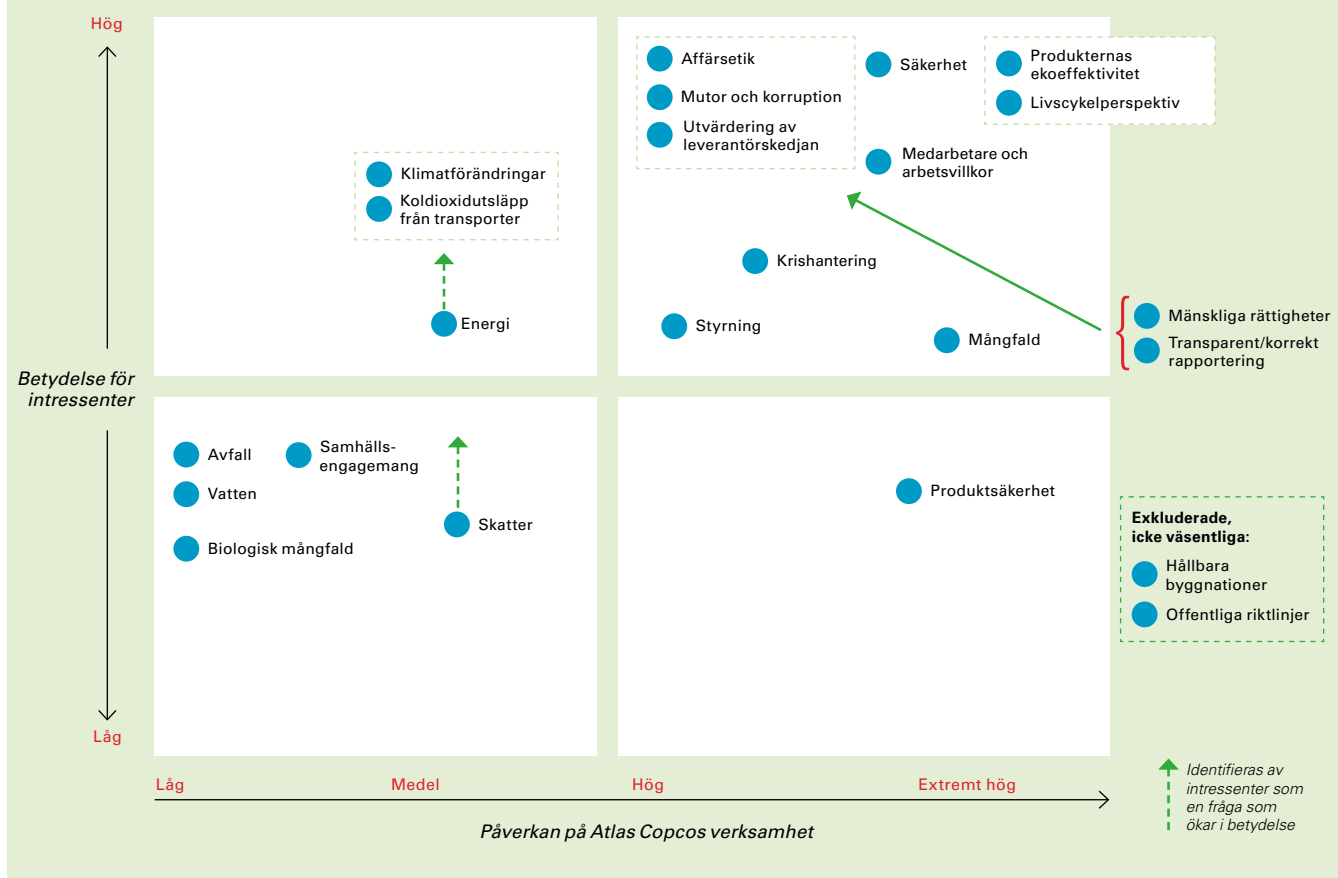 Hög
Affärsetik
Mutor och korruption
Utvärdering av
leverantörskedjan
Säkerhet
Produkternas
ekoeffektivitet
Livscykelperspektiv
Medarbetare och
arbetsvillkor
Klimatförändringar
Koldioxidutsläpp
från transporter
Energi
Krishantering
Styrning
Mångfald
Mänskliga rättigheter
Transparent/korrekt
rapportering
Betydelse för
intressenter
Avfall
Samhälls-
engagemang
Vatten
Skatter
Biologisk mångfald
Produktsäkerhet
Exkluderade,
icke väsentliga:
Hållbara
byggnationer
Offentliga riktlinjer
Låg
Låg
Medel
Hög
Extremt hög
Påverkan på Atlas Copcos verksamhet
Identifieras av
intressenter som
en fråga som
ökar i betydelse